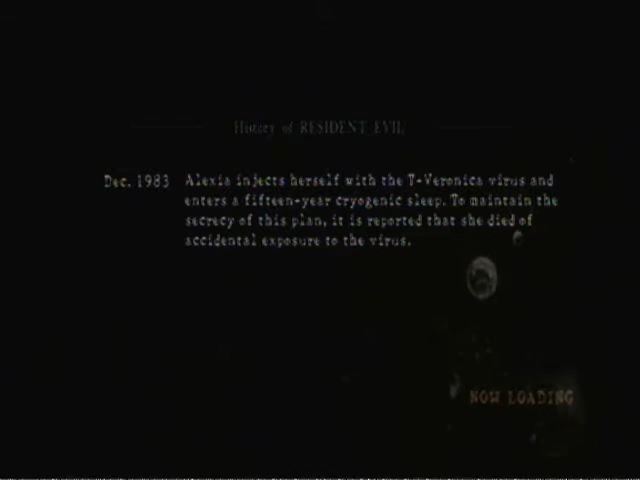 History of RESIDENT EVIL
Dec. 1983 Alexia injects herself with the T-Veronica virus and
enters a fifteen-year cryogenic sleep. To maintain the
secrecy of this plan, it is reported that she died of
accidental exposure to the virus.
NOW LOADING